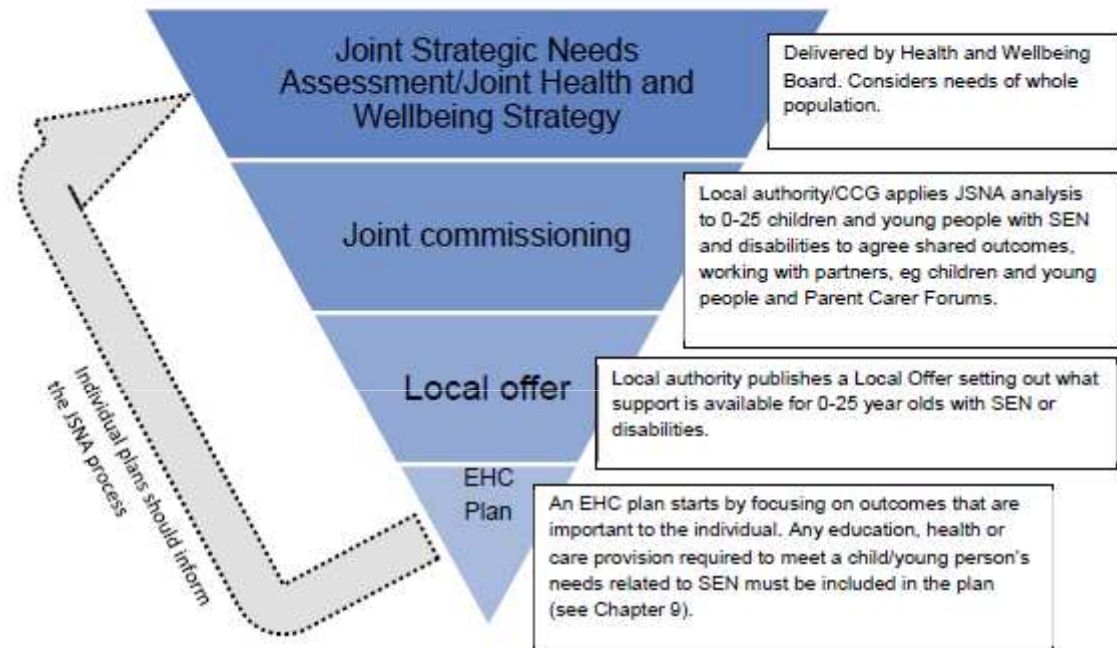 Joint Strategic Needs
Assessment/Joint Health and
Wellbeing Strategy
Delivered by Health and Wellbeing
Board. Considers needs of whole
population.
Joint commissioning
Local authority/CCG applies JSNA analysis
to 0-25 children and young people with SEN
and disabilities to agree shared outcomes,
working with partners, eg children and young
people and Parent Carer Forums.
Local offer
Local authority publishes a Local Offer setting out what
support is available for 0-25 year olds with SEN or
disabilities.
EHC
Plan
An EHC plan starts by focusing on outcomes that are
important to the individual. Any education, health or
care provision required to meet a child/young person's
needs related to SEN must be included in the plan
(see Chapter 9).
Individual plans should inform
the JSNA process